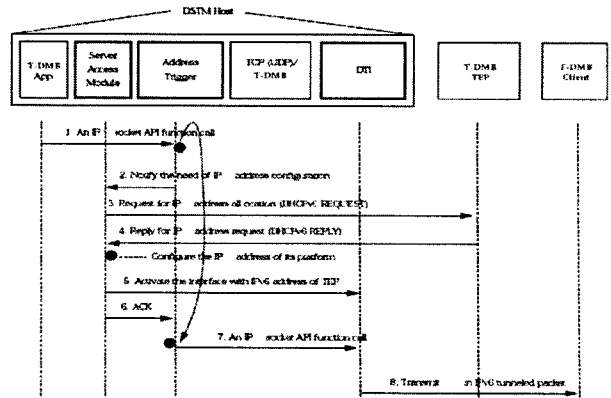 DSTM Host
T-DMB
App
Server
Access
Module
Address
Trigger
TCP (UDP)/
T-DMB
DTI
T-DMB
TEP
T-DMB
Client
1. An IP socket API function call
2. Notify the need of IP address configuration
3. Request for IP address allocation (DHCPv6 REQUEST)
4. Reply for IP address request (DHCPv6 REPLY)
Configure the IP address of its platform
5. Activate the interface with IPv6 address of TEP
6. ACK
7. An IP socket API function call
8. Transmit in IPv6 tunneled packet